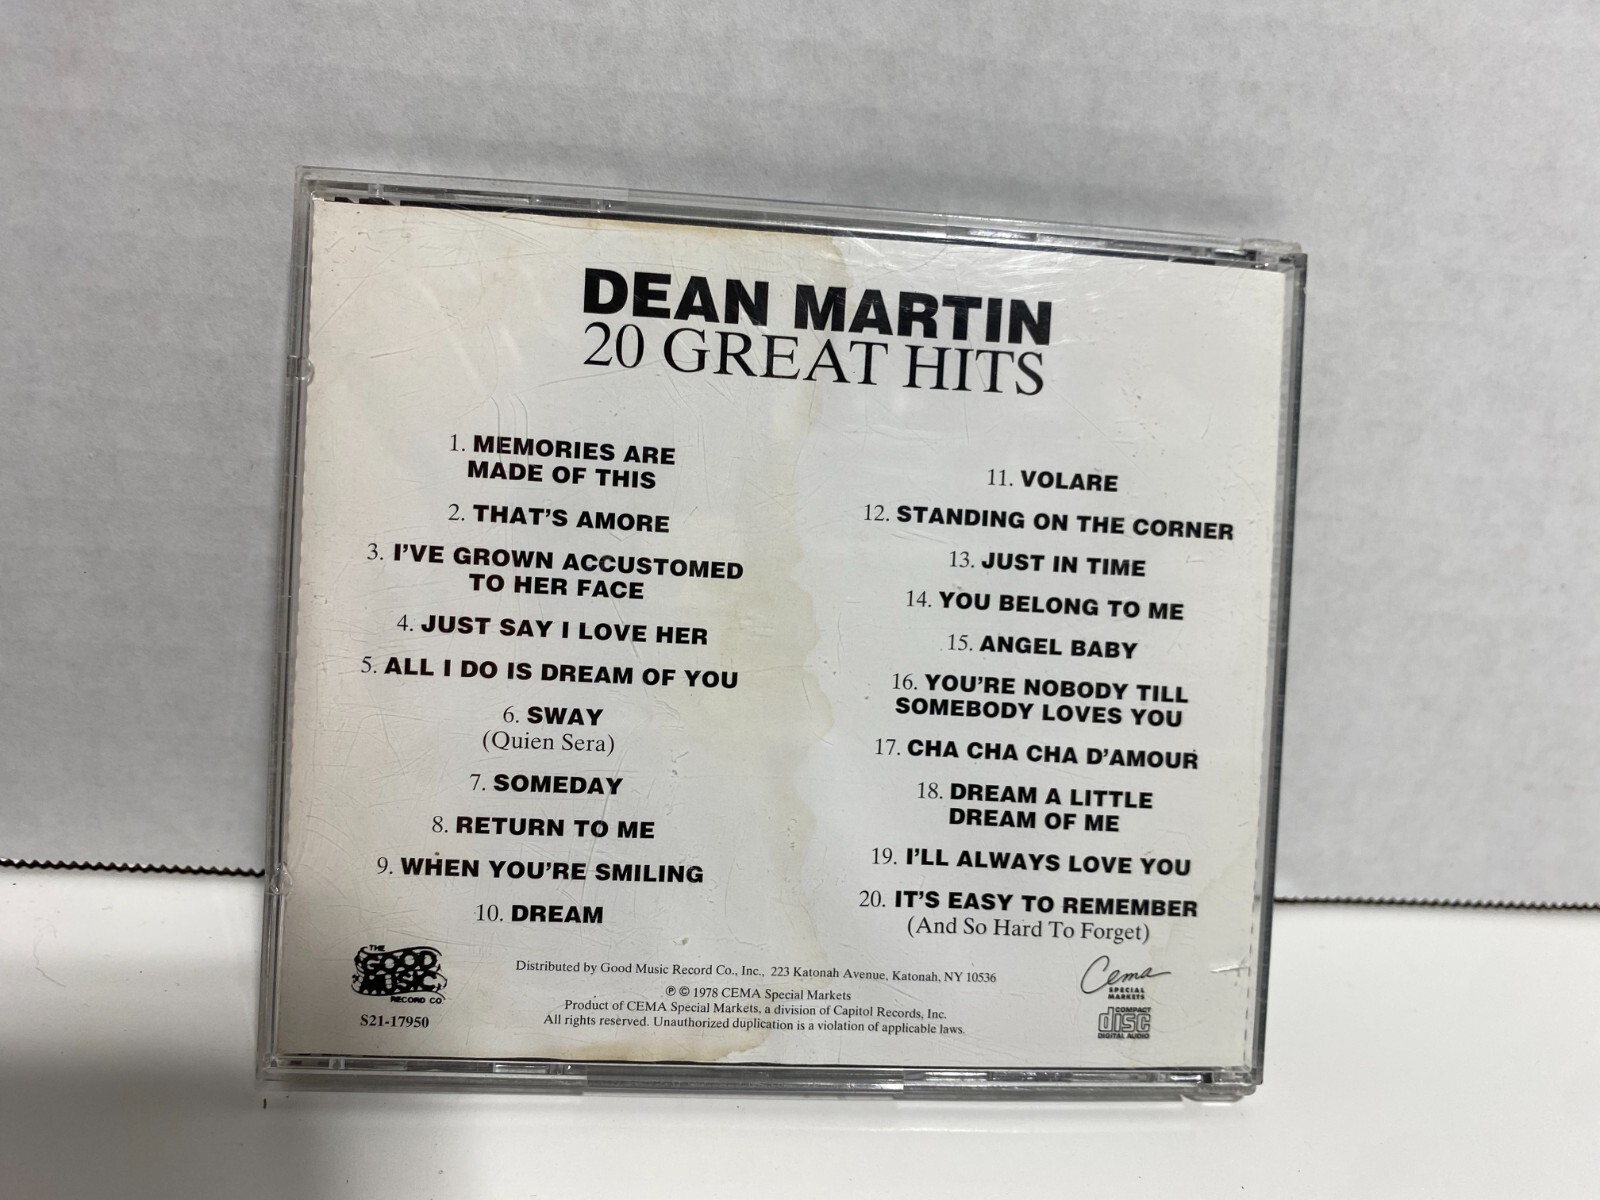 DEAN MARTIN
20 GREAT HITS
1. MEMORIES ARE
MADE OF THIS
2. THAT'S AMORE
3. I'VE GROWN ACCUSTOMED
TO HER FACE
4. JUST SAY I LOVE HER
5. ALL I DO IS DREAM OF YOU
6. SWAY
(Quien Sera)
7. SOMEDAY
8. RETURN TO ME
9. WHEN YOU'RE SMILING
10. DREAM
11. VOLARE
12. STANDING ON THE CORNER
13. JUST IN TIME
14. YOU BELONG TO ME
15. ANGEL BABY
16. YOU'RE NOBODY TILL
SOMEBODY LOVES YOU
17. CHA CHA CHA D'AMOUR
18. DREAM A LITTLE
DREAM OF ME
19. I'LL ALWAYS LOVE YOU
20. IT'S EASY TO REMEMBER
(And So Hard To Forget)
THE
GOOD
MUSIC
RECORD CO.
S21-17950
Distributed by Good Music Record Co., Inc., 223 Katonah Avenue, Katonah, NY 10536
℗ © 1978 CEMA Special Markets
Product of CEMA Special Markets, a division of Capitol Records, Inc.
All rights reserved. Unauthorized duplication is a violation of applicable laws.
Cema
SPECIAL
MARKETS
COMPACT
disc
DIGITAL AUDIO